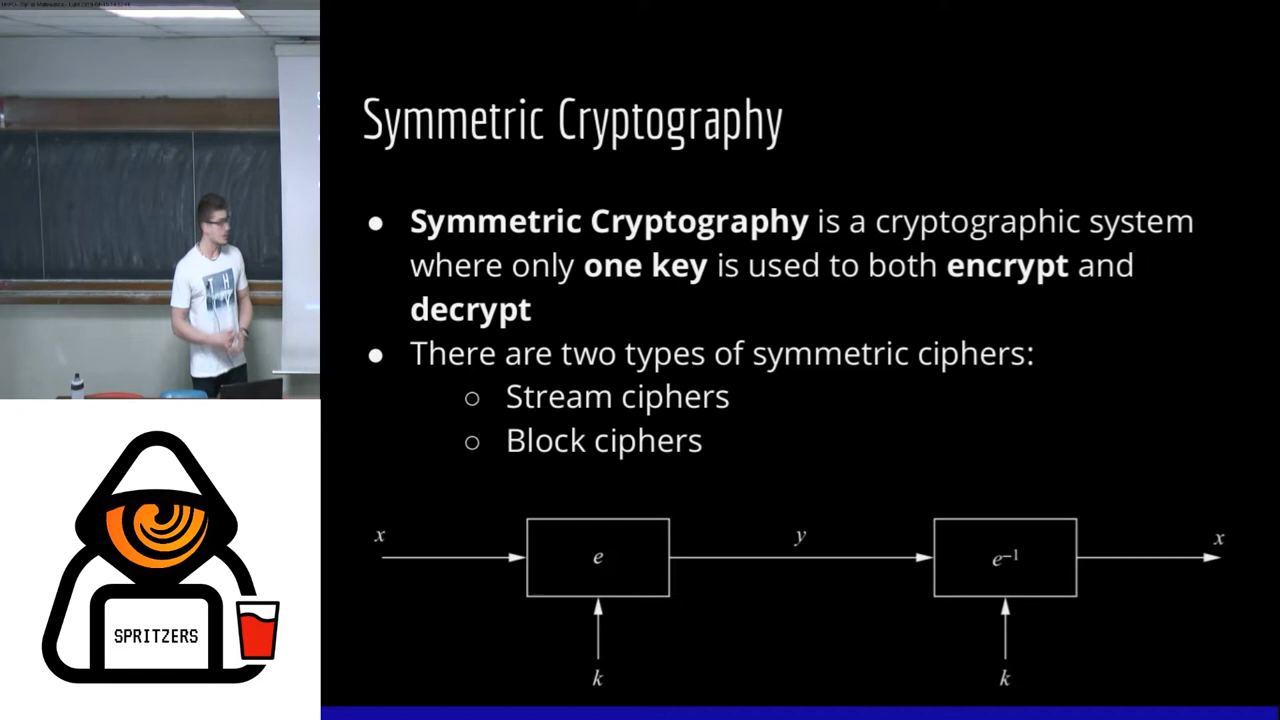 Symmetric Cryptography
● Symmetric Cryptography is a cryptographic system
where only one key is used to both encrypt and
decrypt
● There are two types of symmetric ciphers:
○ Stream ciphers
○ Block ciphers
x
e
y
e⁻¹
x
k
k
SPRITZERS